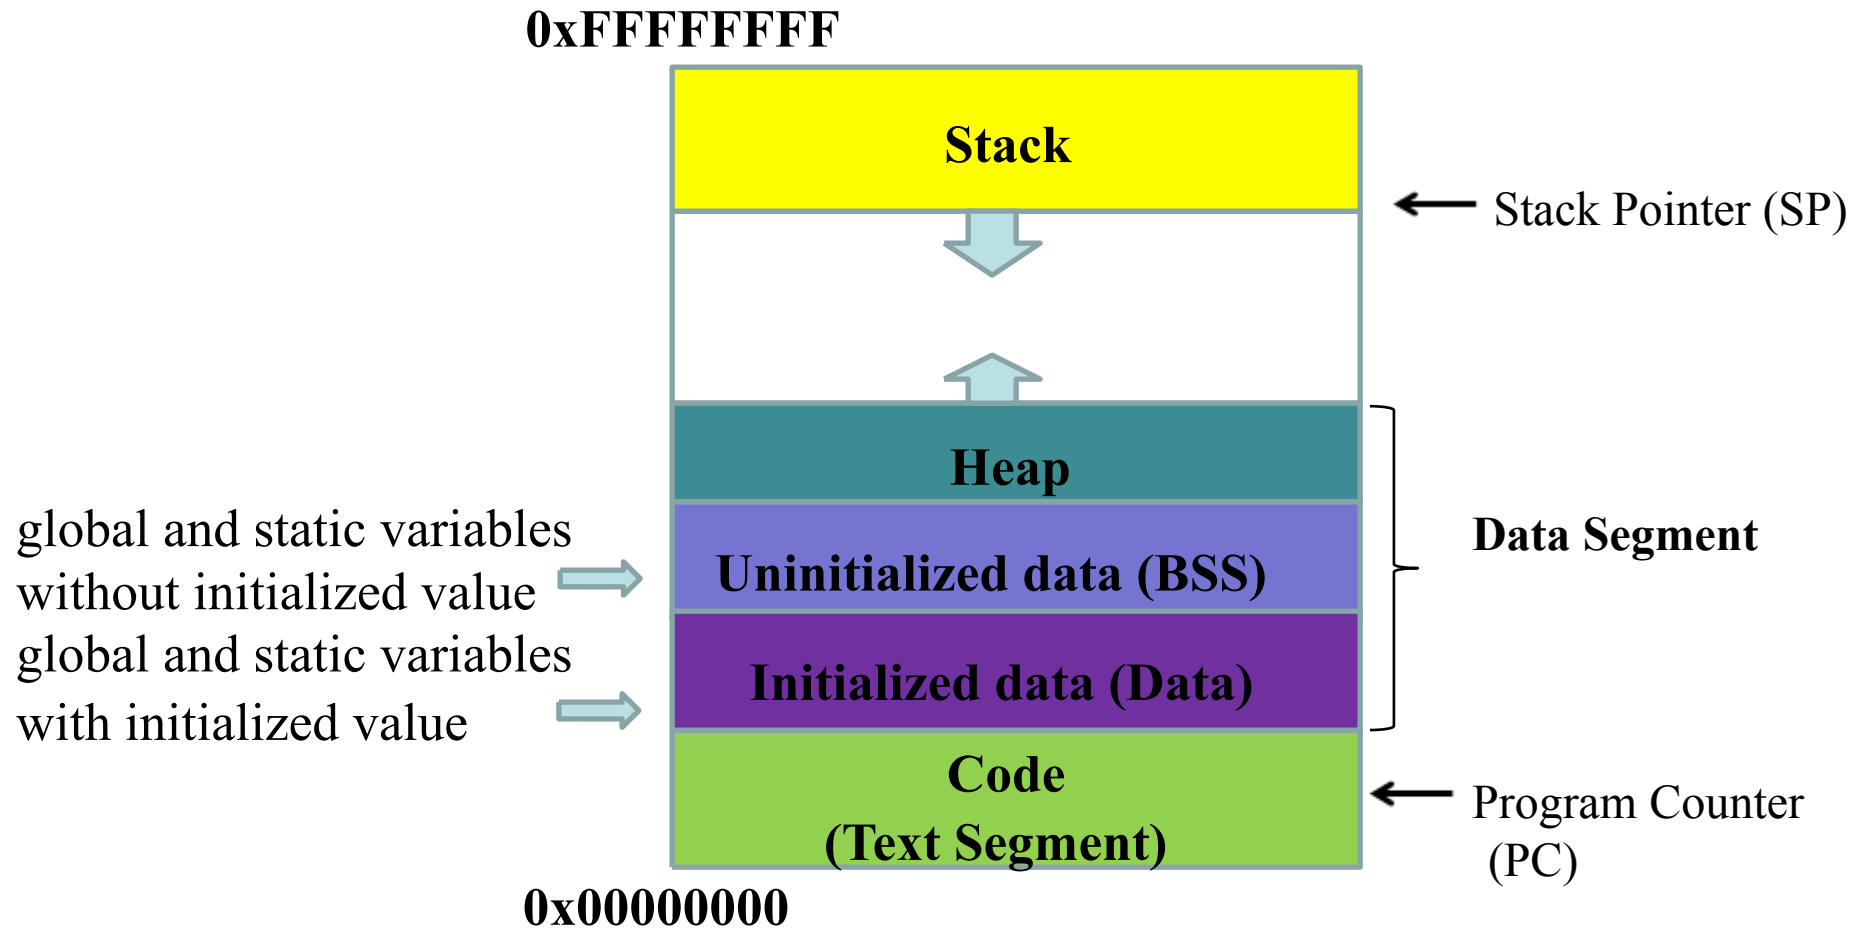 0xFFFFFFFF
Stack
Stack Pointer (SP)
Heap
global and static variables
without initialized value
Uninitialized data (BSS)
Data Segment
global and static variables
with initialized value
Initialized data (Data)
Code
(Text Segment)
Program Counter
(PC)
0x00000000